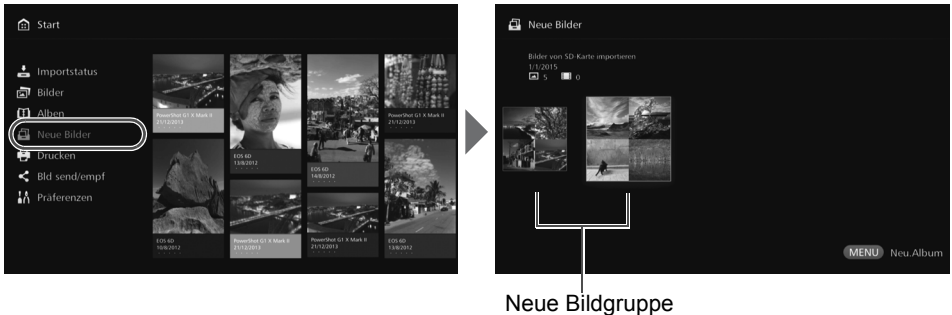 Start
Importstatus
Bilder
Alben
Neue Bilder
Drucken
Bld send/empf
Präferenzen
PowerShot G1 X Mark II
21/12/2013
EOS 6D
13/8/2012
EOS 6D
14/8/2012
PowerShot G1 X Mark II
21/12/2013
EOS 6D
10/8/2012
PowerShot G1 X Mark II
21/12/2013
PowerShot G1 X Mark II
21/12/2013
EOS 6D
13/8/2012
Neue Bilder
Bilder von SD-Karte importieren
1/1/2015
5 0
MENU Neu.Album
Neue Bildgruppe